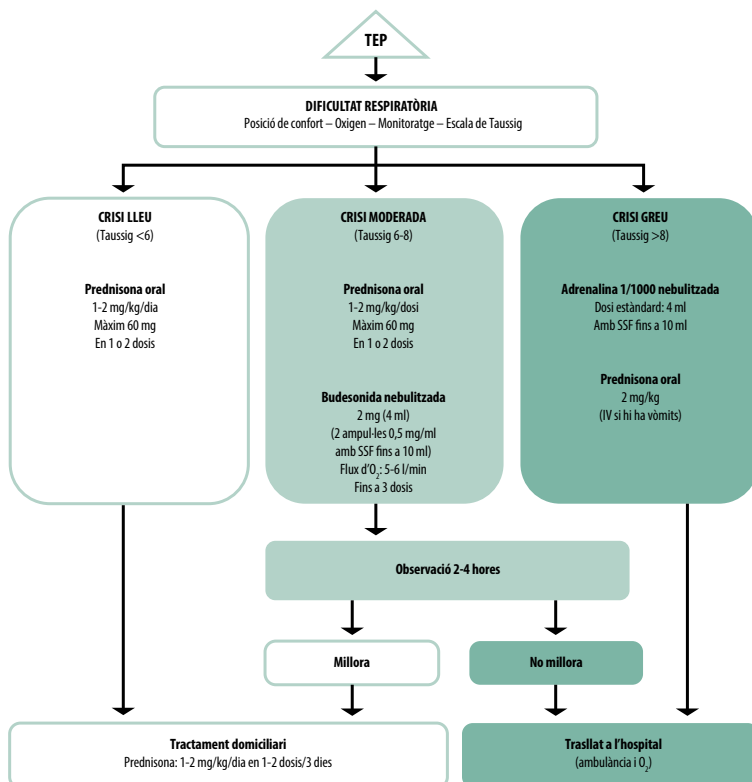 TEP
DIFICULTAT RESPIRATÒRIA
Posició de confort – Oxigen – Monitoratge – Escala de Taussig
CRISI LLEU
(Taussig <6)
Prednisona oral
1-2 mg/kg/dia
Màxim 60 mg
En 1 o 2 dosis
CRISI MODERADA
(Taussig 6-8)
Prednisona oral
1-2 mg/kg/dosi
Màxim 60 mg
En 1 o 2 dosis
Budesonida nebulitzada
2 mg (4 ml)
(2 ampul·les 0,5 mg/ml
amb SSF fins a 10 ml)
Flux d’O₂: 5-6 l/min
Fins a 3 dosis
CRISI GREU
(Taussig >8)
Adrenalina 1/1000 nebulitzada
Dosi estàndard: 4 ml
Amb SSF fins a 10 ml
Prednisona oral
2 mg/kg
(IV si hi ha vòmits)
Observació 2-4 hores
Millora
No millora
Tractament domiciliari
Prednisona: 1-2 mg/kg/dia en 1-2 dosis/3 dies
Trasllat a l’hospital
(ambulància i O₂)